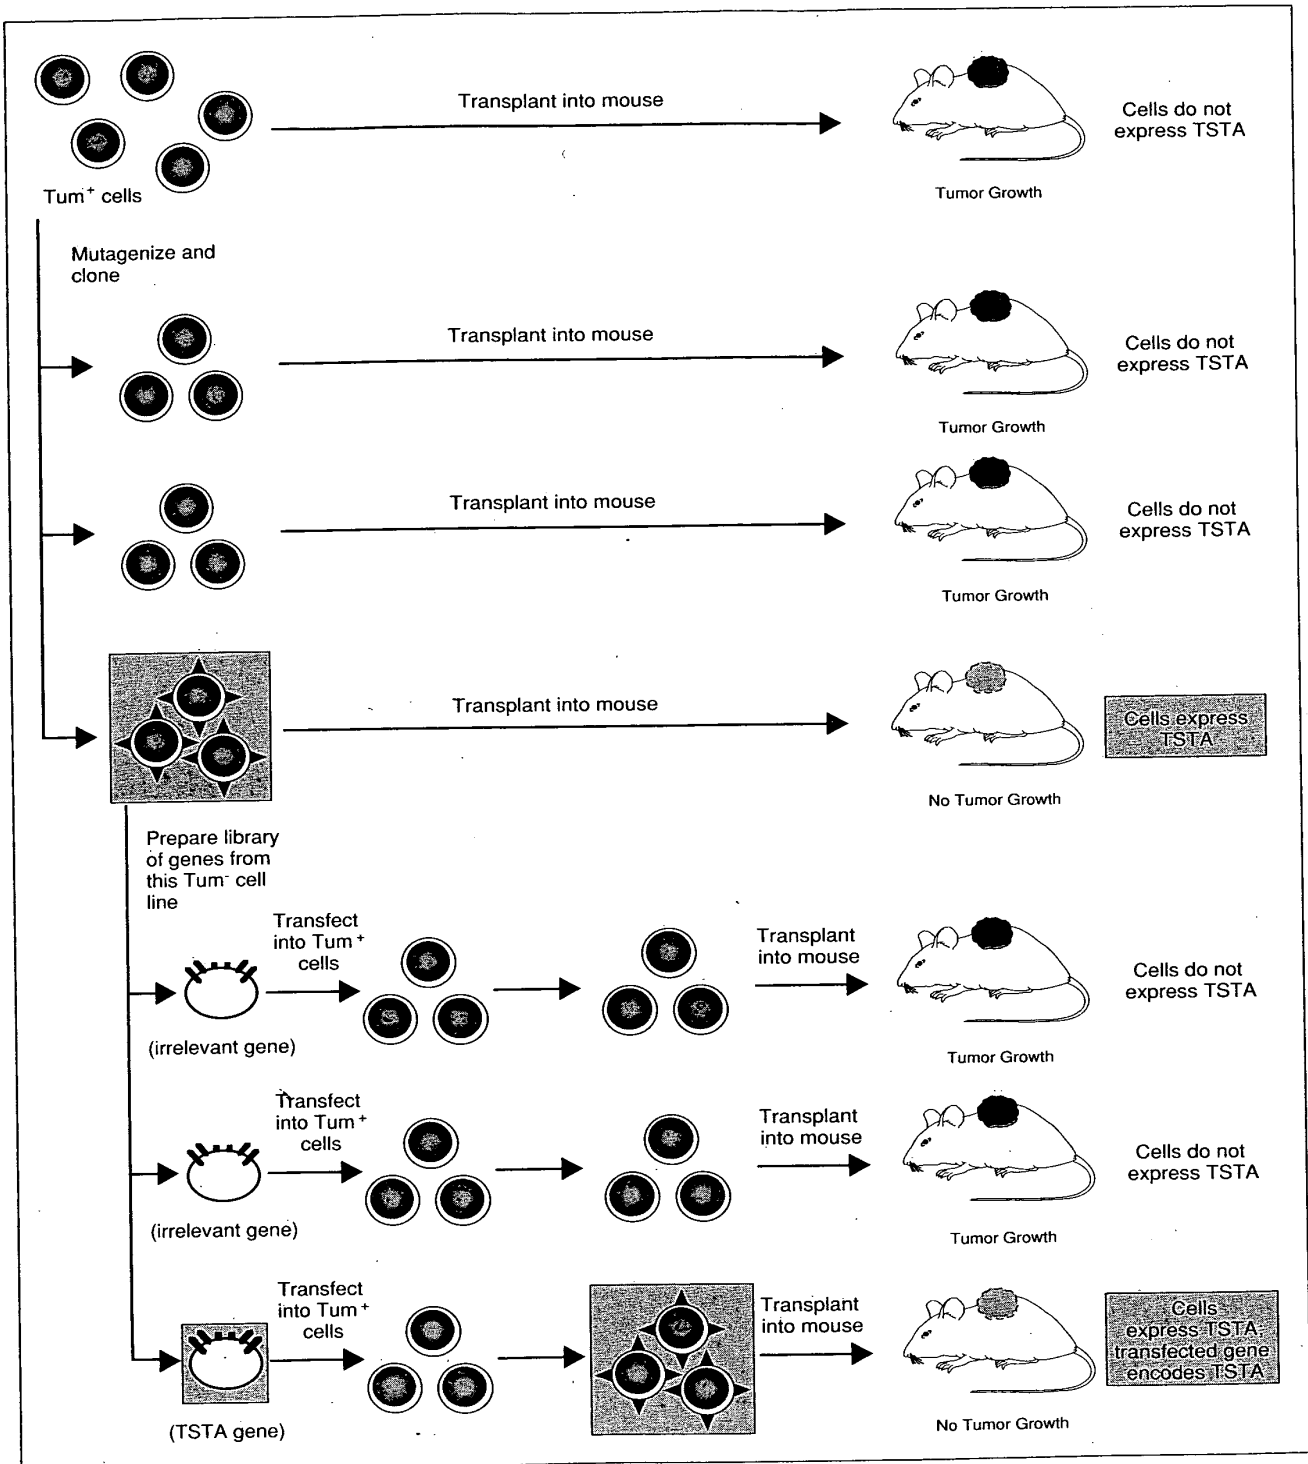 Transplant into mouse
Cells do not
express TSTA
Tum⁺ cells
Tumor Growth
Mutagenize and
clone
Transplant into mouse
Cells do not
express TSTA
Tumor Growth
Transplant into mouse
Cells do not
express TSTA
Tumor Growth
Transplant into mouse
Cells express
TSTA
No Tumor Growth
Prepare library
of genes from
this Tum⁻ cell
line
Transfect
into Tum⁺
cells
Transplant
into mouse
Cells do not
express TSTA
(irrelevant gene)
Tumor Growth
Transfect
into Tum⁺
cells
Transplant
into mouse
Cells do not
express TSTA
(irrelevant gene)
Tumor Growth
Transfect
into Tum⁺
cells
Transplant
into mouse
Cells
express TSTA,
transfected gene
encodes TSTA
(TSTA gene)
No Tumor Growth